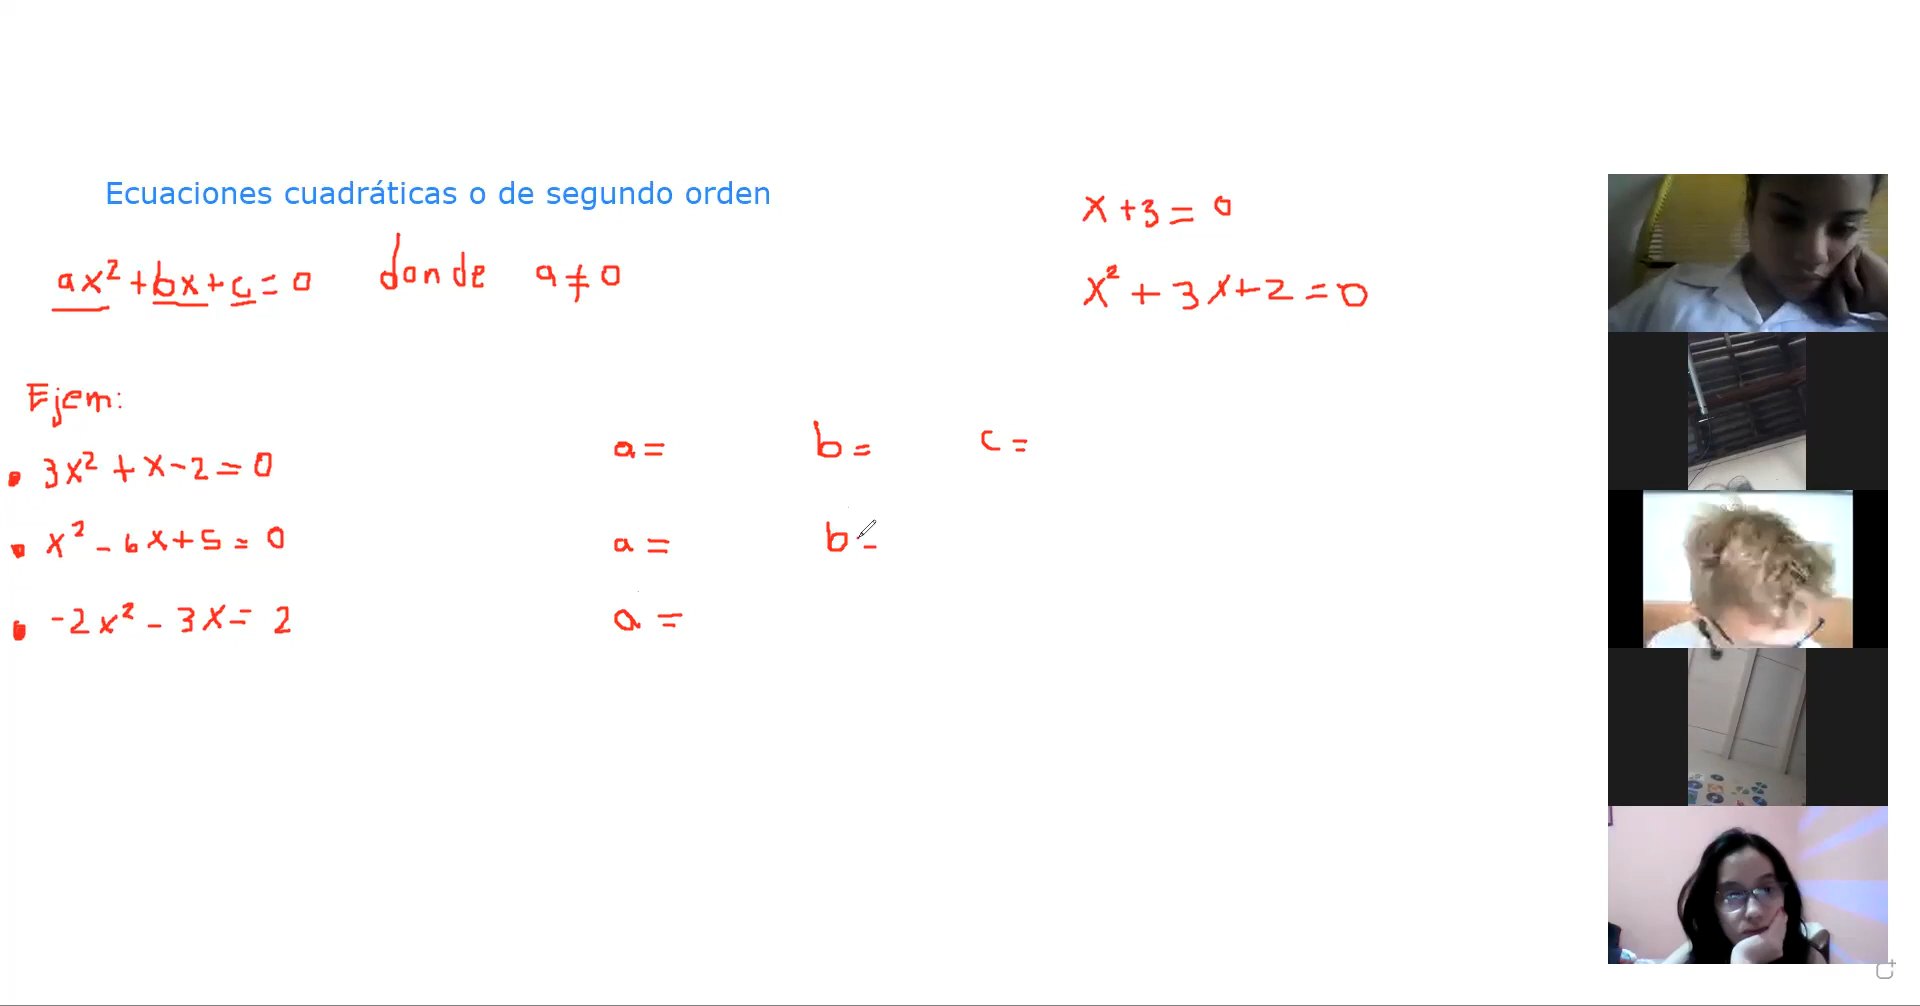 Ecuaciones cuadráticas o de segundo orden
ax² + bx + c = 0 donde a ≠ 0
x + 3 = 0
x² + 3x + 2 = 0
Ejem:
• 3x² + x - 2 = 0 a = b = c =
• x² - 6x + 5 = 0 a = b =
• -2x² - 3x = 2 a =